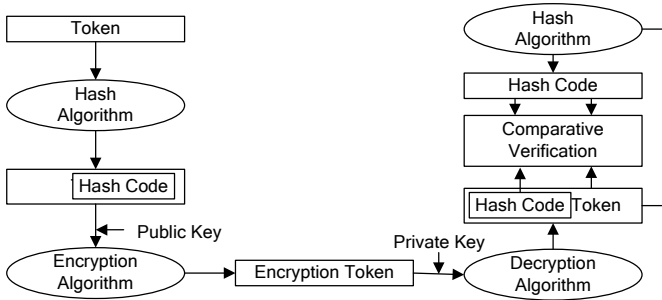 Token
Hash
Algorithm
Hash Code
Public Key
Encryption
Algorithm
Encryption Token
Private Key
Hash
Algorithm
Hash Code
Comparative
Verification
Hash Code Token
Decryption
Algorithm